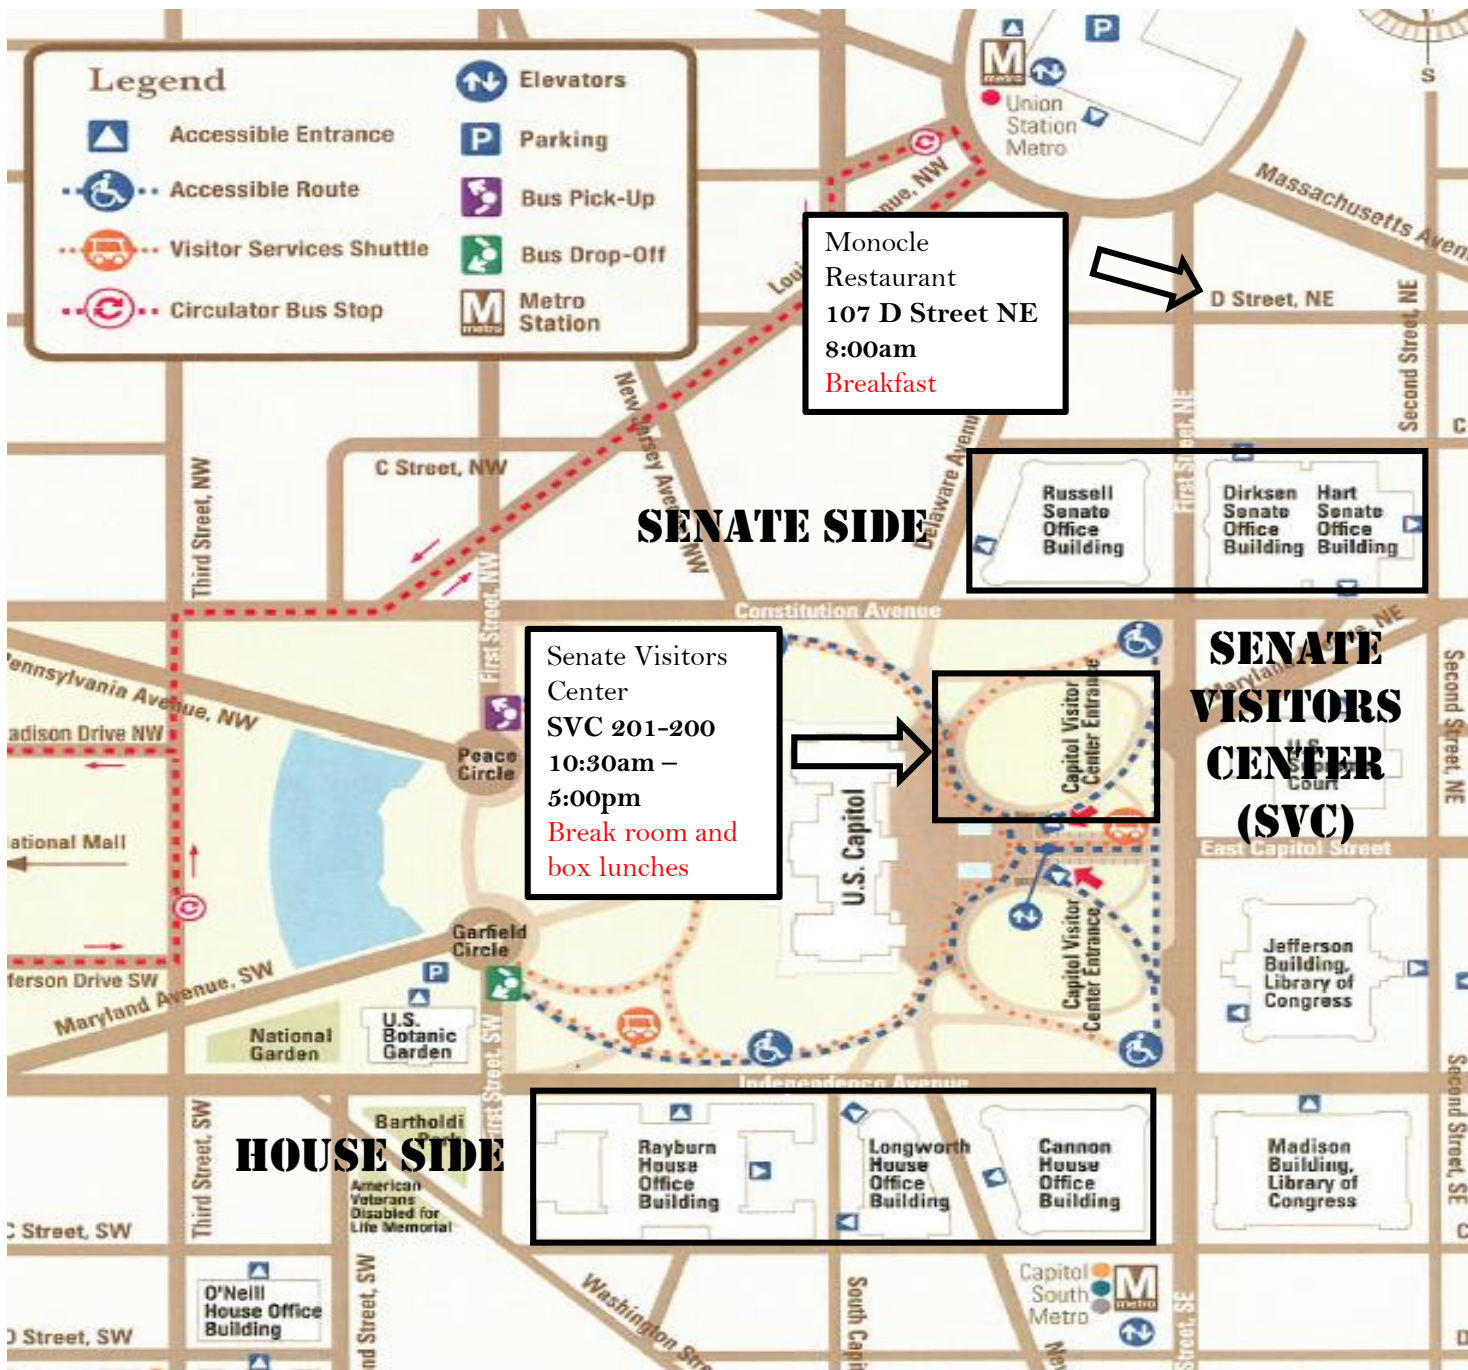 Legend
Accessible Entrance
Accessible Route
Visitor Services Shuttle
Circulator Bus Stop
Elevators
P
Parking
Bus Pick-Up
Bus Drop-Off
M
metro
Metro
Station
P
M
Union
Station
Metro
S
Massachusetts
Monocle
Restaurant
107 D Street NE
8:00am
Breakfast
D Street, NE
Second Street, NE
C
New Jersey Avenue, NW
C Street, NW
Third Street, NW
First Street, NW
Delaware
First Street, NE
Russell
Senate
Office
Building
Dirksen
Senate
Office
Building
Hart
Senate
Office
Building
SENATE SIDE
Constitution Avenue
Pennsylvania Avenue, NW
Madison Drive NW
Peace
Circle
Senate Visitors
Center
SVC 201-200
10:30am –
5:00pm
Break room and
box lunches
U.S. Capitol
Capitol Visitor
Center Entrance
SENATE
VISITORS
CENTER
(SVC)
U.S.
Court
Second Street, NE
East Capitol Street
National Mall
Capitol Visitor
Center Entrance
Jefferson
Building,
Library of
Congress
Garfield
Circle
Jefferson Drive SW
Maryland Avenue, SW
P
National
Garden
U.S.
Botanic
Garden
First Street, SW
Independence Avenue
Third Street, SW
Bartholdi
HOUSE SIDE
American
Veterans
Disabled for
Life Memorial
Rayburn
House
Office
Building
Longworth
House
Office
Building
Cannon
House
Office
Building
Madison
Building,
Library of
Congress
Second Street, SE
C Street, SW
C
O'Neill
House Office
Building
D Street, SW
Washington
South
Capitol
South
Metro
M
metro
Street, SE
D